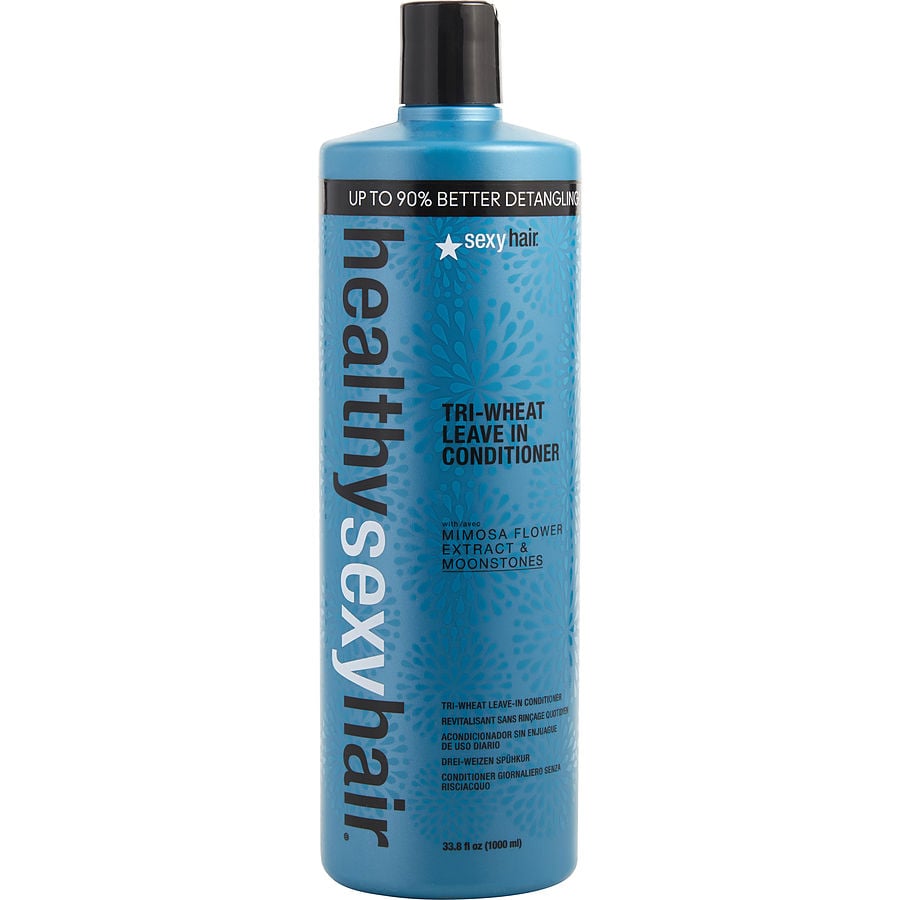 UP TO 90% BETTER DETANGLING
sexyhair.
healthysexyhair®
TRI-WHEAT
LEAVE IN
CONDITIONER
with/avec
MIMOSA FLOWER
EXTRACT &
MOONSTONES
TRI-WHEAT LEAVE-IN CONDITIONER
REVITALISANT SANS RINÇAGE QUOTIDIEN
ACONDICIONADOR SIN ENJUAGUE
DE USO DIARIO
DREI-WEIZEN SPÜHKUR
CONDITIONER GIORNALIERO SENZA
RISCIACQUO
33.8 fl oz (1000 ml)